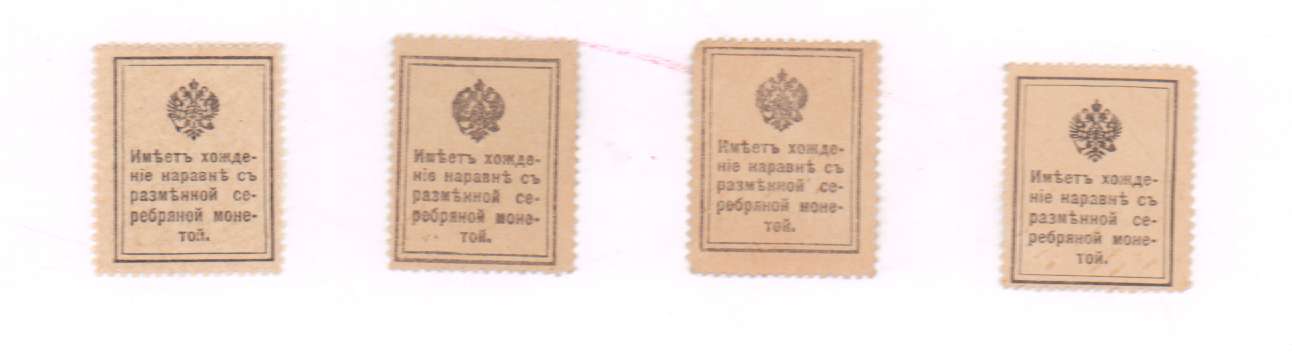 Имѣетъ хожде-
ніе наравнѣ съ
размѣнной се-
ребряной моне-
той.
Имѣетъ хожде-
ніе наравнѣ съ
размѣнной се-
ребряной моне-
той.
Имѣетъ хожде-
ніе наравнѣ съ
размѣнной се-
ребряной моне-
той.
Имѣетъ хожде-
ніе наравнѣ съ
размѣнной се-
ребряной моне-
той.